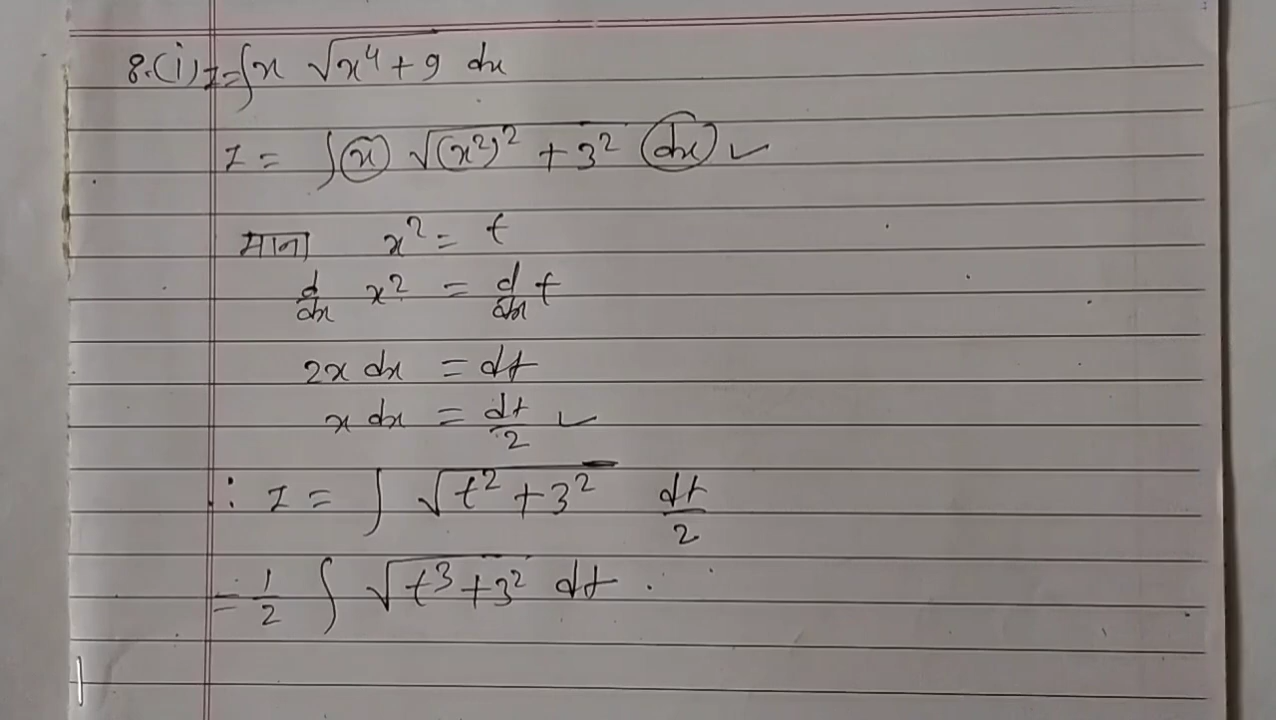 8.(i) I = ∫x √x⁴ + 9 dx
I = ∫x √(x²)² + 3² dx ✓
माना x² = t
d/dx x² = d/dx t
2x dx = dt
x dx = dt/2 ✓
∴ I = ∫ √t² + 3² dt/2
= 1/2 ∫ √t³ + 3² dt .